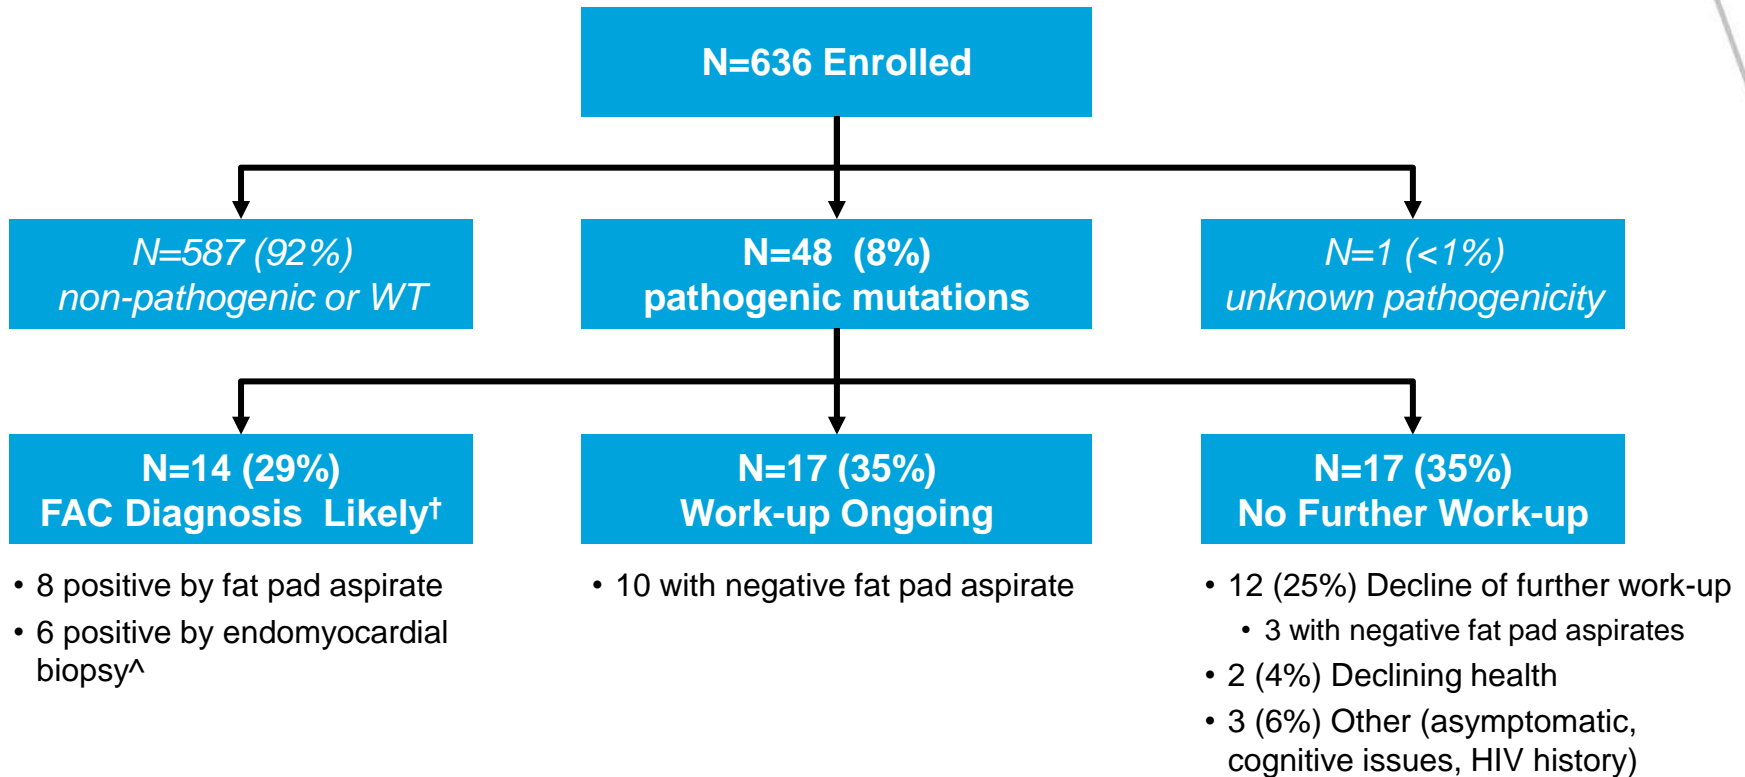 N=636 Enrolled
N=587 (92%)
non-pathogenic or WT
N=48 (8%)
pathogenic mutations
N=1 (<1%)
unknown pathogenicity
N=14 (29%)
FAC Diagnosis Likely†
N=17 (35%)
Work-up Ongoing
N=17 (35%)
No Further Work-up
• 8 positive by fat pad aspirate
• 6 positive by endomyocardial
biopsy^
• 10 with negative fat pad aspirate
• 12 (25%) Decline of further work-up
• 3 with negative fat pad aspirates
• 2 (4%) Declining health
• 3 (6%) Other (asymptomatic,
cognitive issues, HIV history)